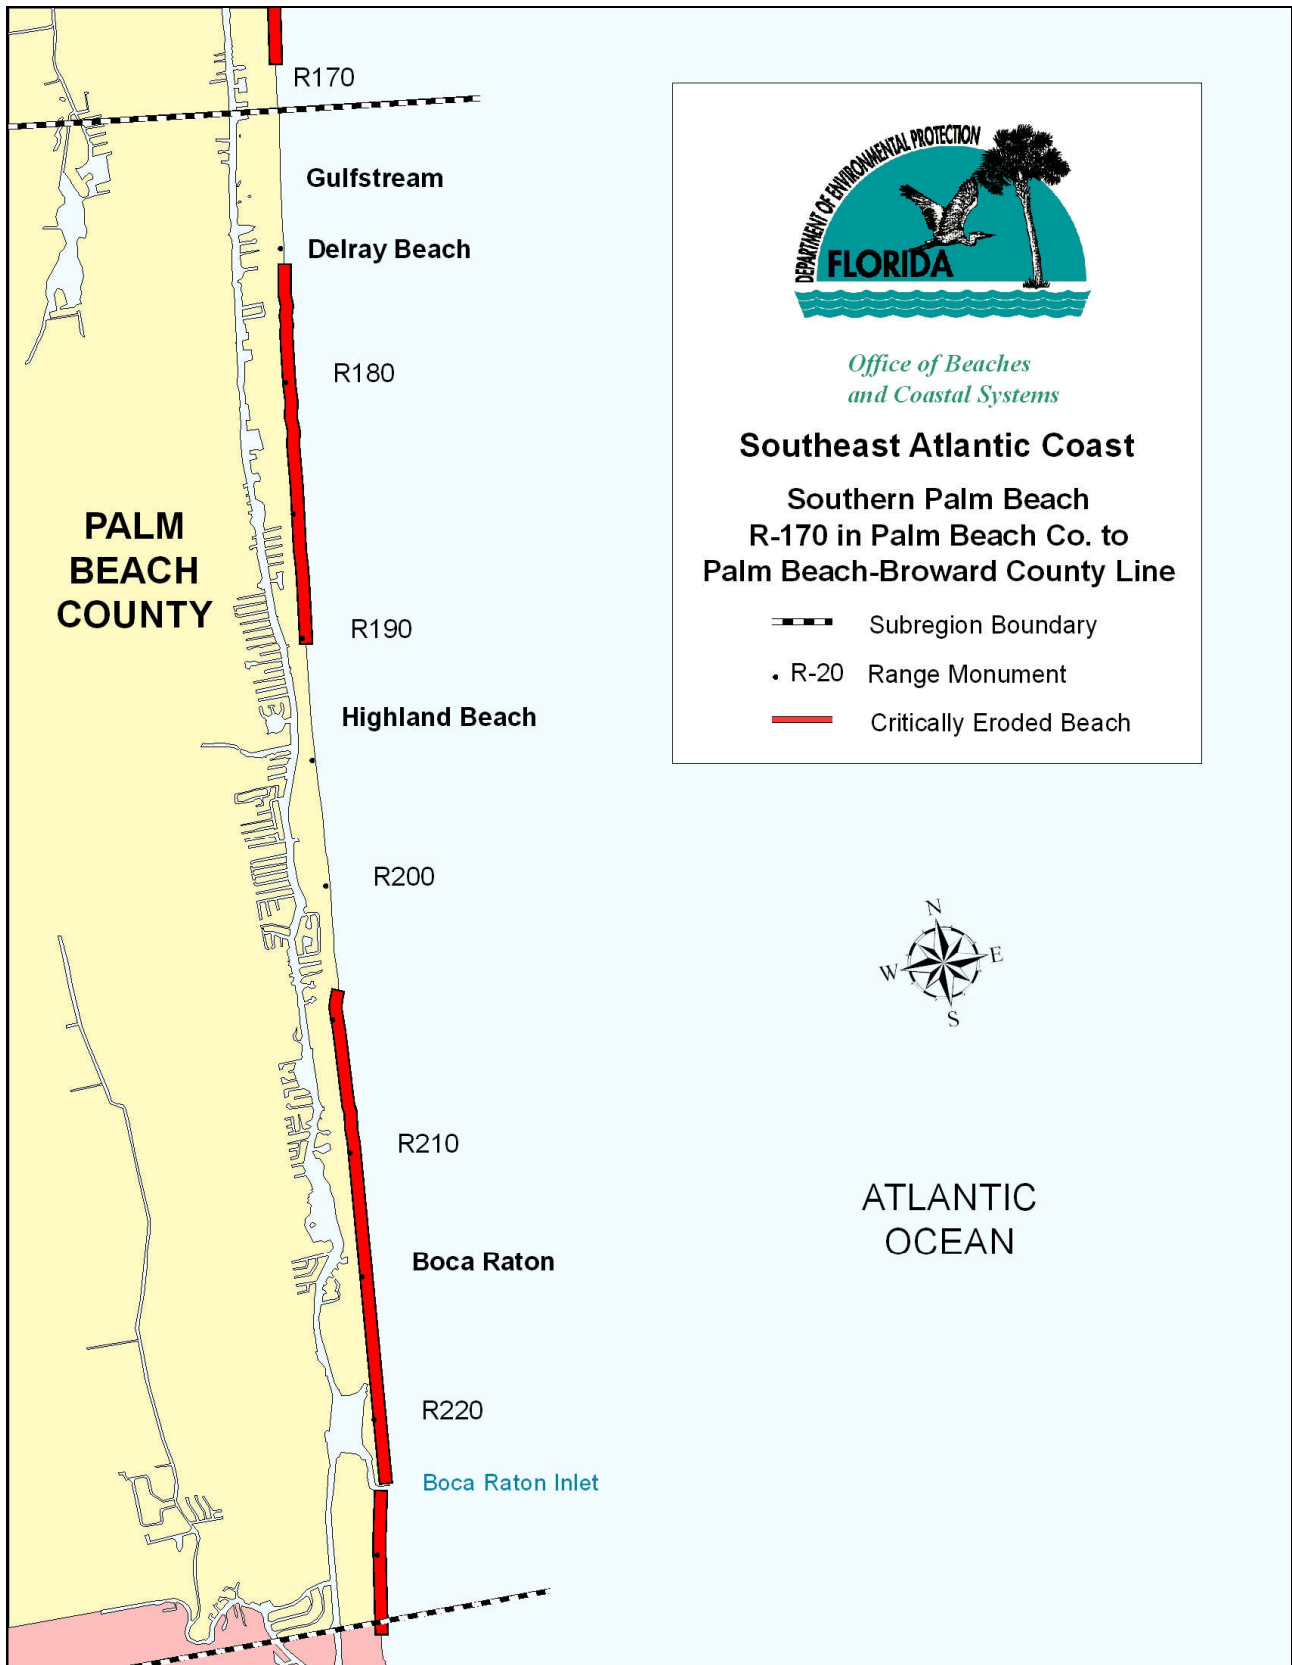 R170
Gulfstream
Delray Beach
R180
PALM
BEACH
COUNTY
R190
Highland Beach
R200
R210
Boca Raton
R220
Boca Raton Inlet
DEPARTMENT OF ENVIRONMENTAL PROTECTION
FLORIDA
Office of Beaches
and Coastal Systems
Southeast Atlantic Coast
Southern Palm Beach
R-170 in Palm Beach Co. to
Palm Beach-Broward County Line
Subregion Boundary
R-20 Range Monument
Critically Eroded Beach
N
W E
S
ATLANTIC
OCEAN